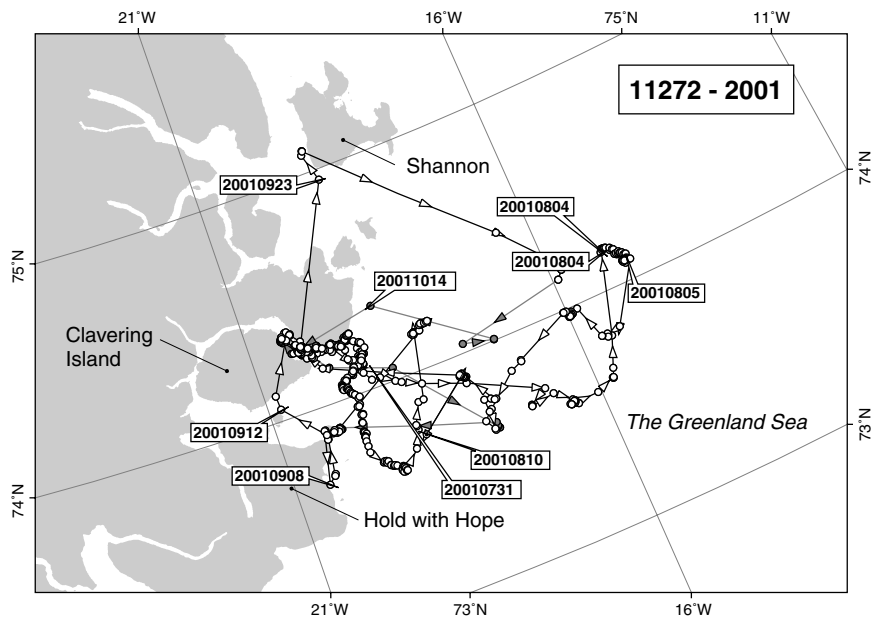 21°W
16°W
75°N
11°W
11272 - 2001
Shannon
74°N
20010923
20010804
20010804
75°N
20011014
20010805
Clavering
Island
The Greenland Sea
73°N
20010912
20010810
20010908
20010731
74°N
Hold with Hope
21°W
73°N
16°W